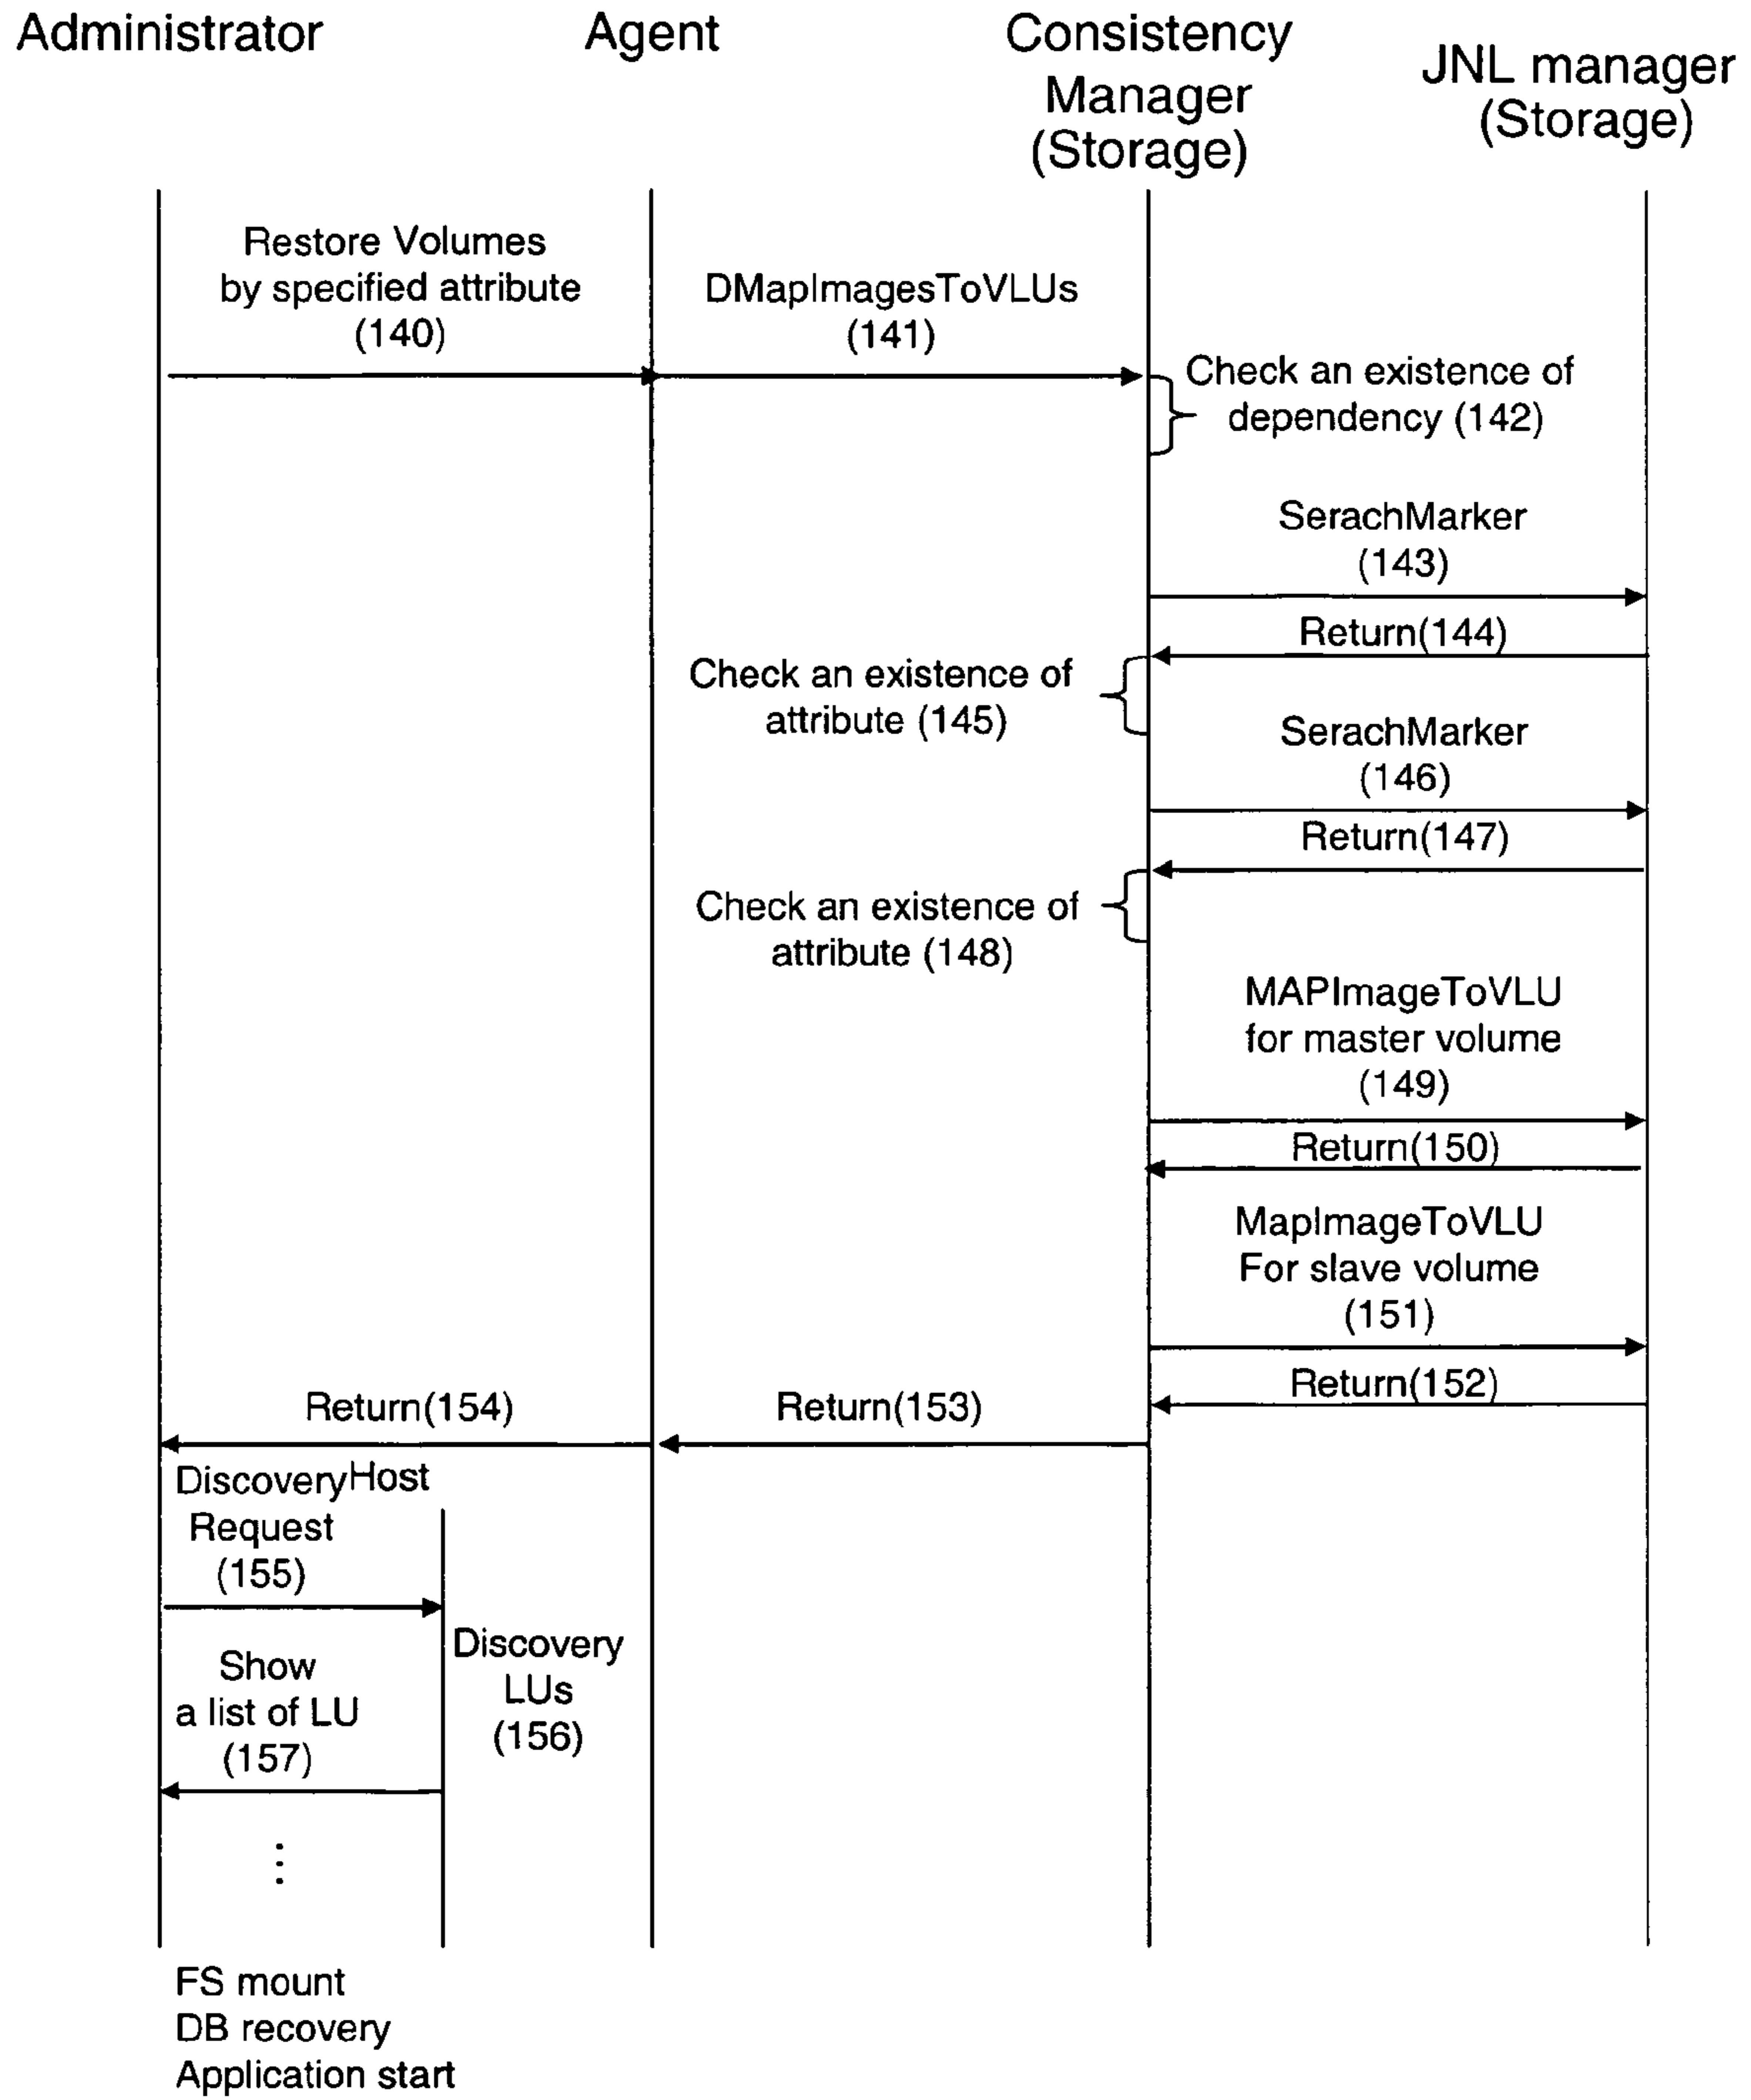 Administrator
Agent
Consistency
Manager
(Storage)
JNL manager
(Storage)
Restore Volumes
by specified attribute
(140)
DMapImagesToVLUs
(141)
Check an existence of
dependency (142)
SerachMarker
(143)
Return(144)
Check an existence of
attribute (145)
SerachMarker
(146)
Return(147)
Check an existence of
attribute (148)
MAPImageToVLU
for master volume
(149)
Return(150)
MapImageToVLU
For slave volume
(151)
Return(152)
Return(153)
Return(154)
Discovery
Host
Request
(155)
Discovery
LUs
(156)
Show
a list of LU
(157)
FS mount
DB recovery
Application start